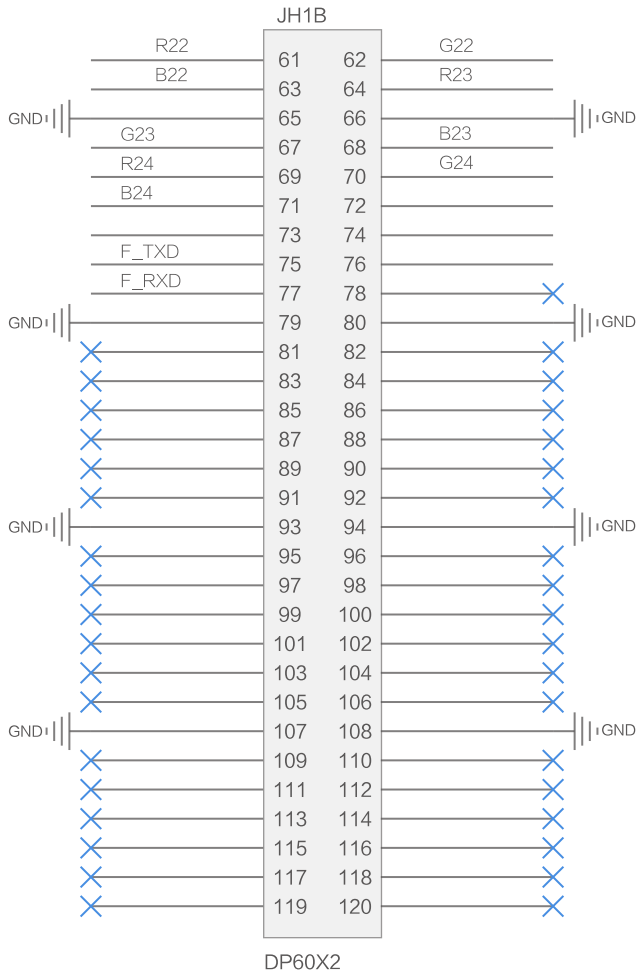 JH1B
R22 61 62 G22
B22 63 64 R23
GND 65 66 GND
G23 67 68 B23
R24 69 70 G24
B24 71 72
73 74
F_TXD 75 76
F_RXD 77 78
GND 79 80 GND
81 82
83 84
85 86
87 88
89 90
91 92
GND 93 94 GND
95 96
97 98
99 100
101 102
103 104
105 106
GND 107 108 GND
109 110
111 112
113 114
115 116
117 118
119 120
DP60X2